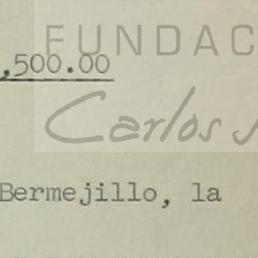 FUNDAC
,500.00
Carlos
Bermejillo, la